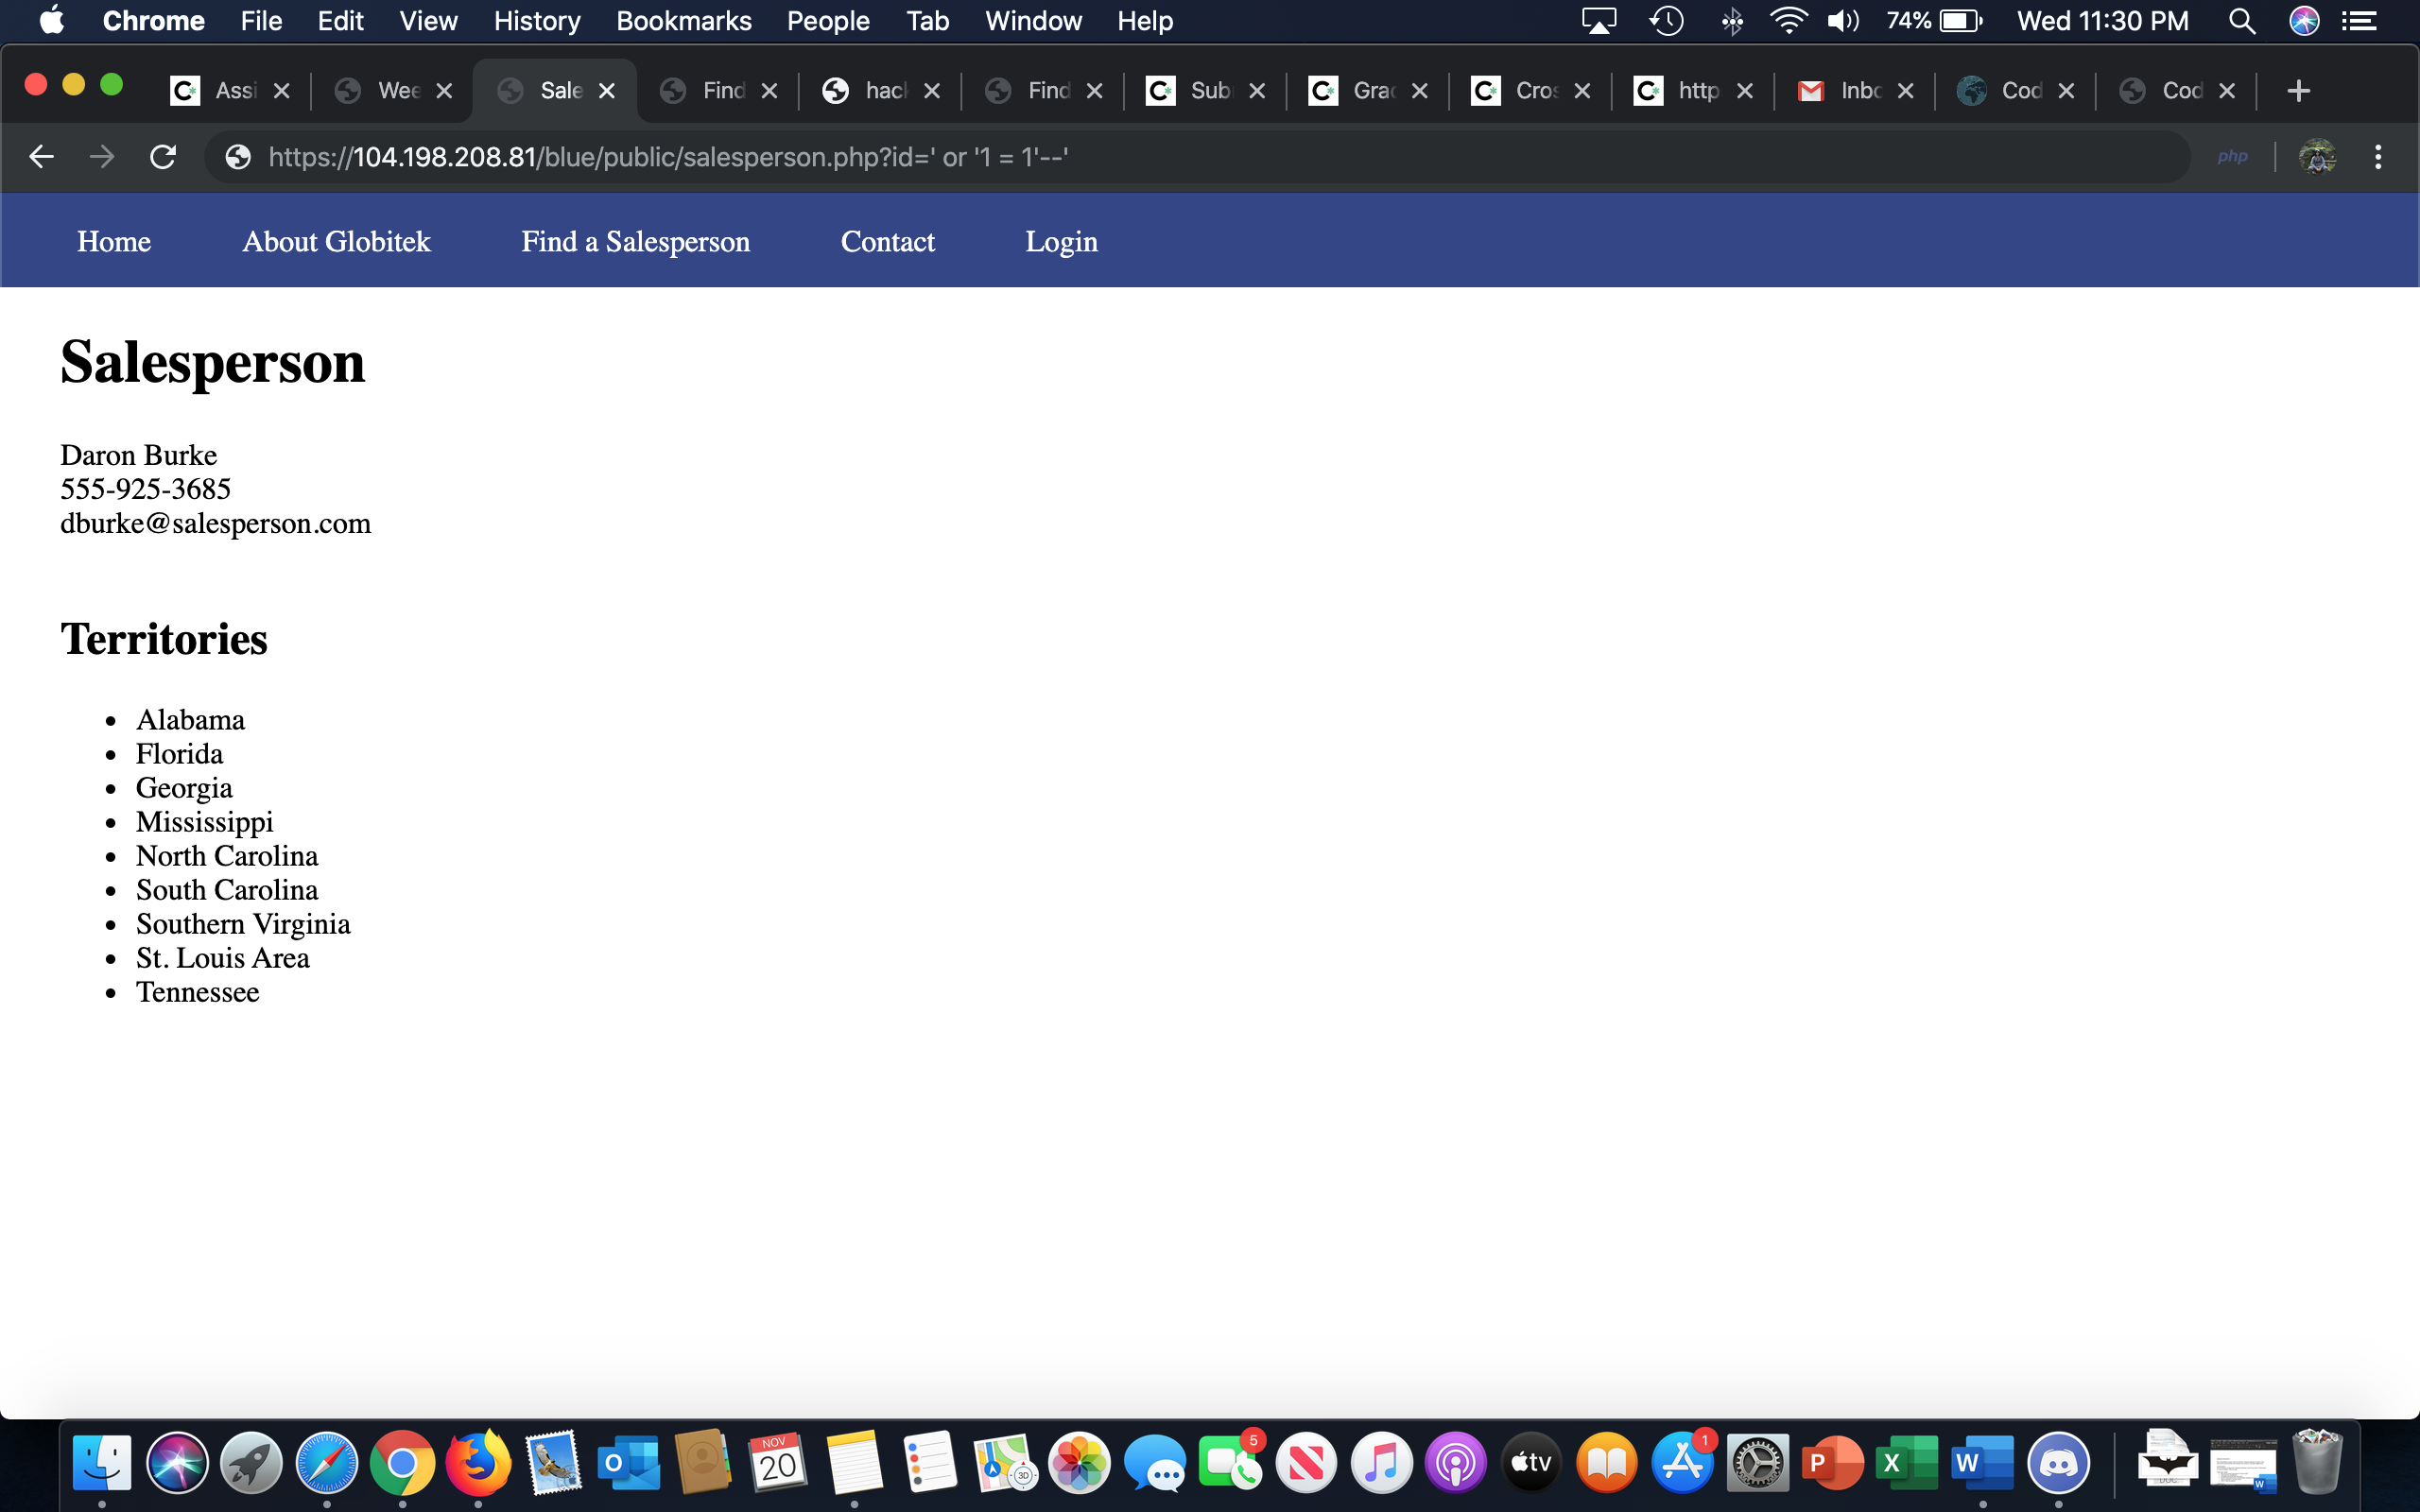 Chrome File Edit View History Bookmarks People Tab Window Help 74% Wed 11:30 PM
Assi Wee Sale Find hac Find Sub Grac Cros http Inbo Cod Cod
https://104.198.208.81/blue/public/salesperson.php?id=' or '1 = 1'--' php
Home About Globitek Find a Salesperson Contact Login
Salesperson
Daron Burke
555-925-3685
dburke@salesperson.com
Territories
• Alabama
• Florida
• Georgia
• Mississippi
• North Carolina
• South Carolina
• Southern Virginia
• St. Louis Area
• Tennessee
NOV
20
3D
5
tv
1
O P X W W